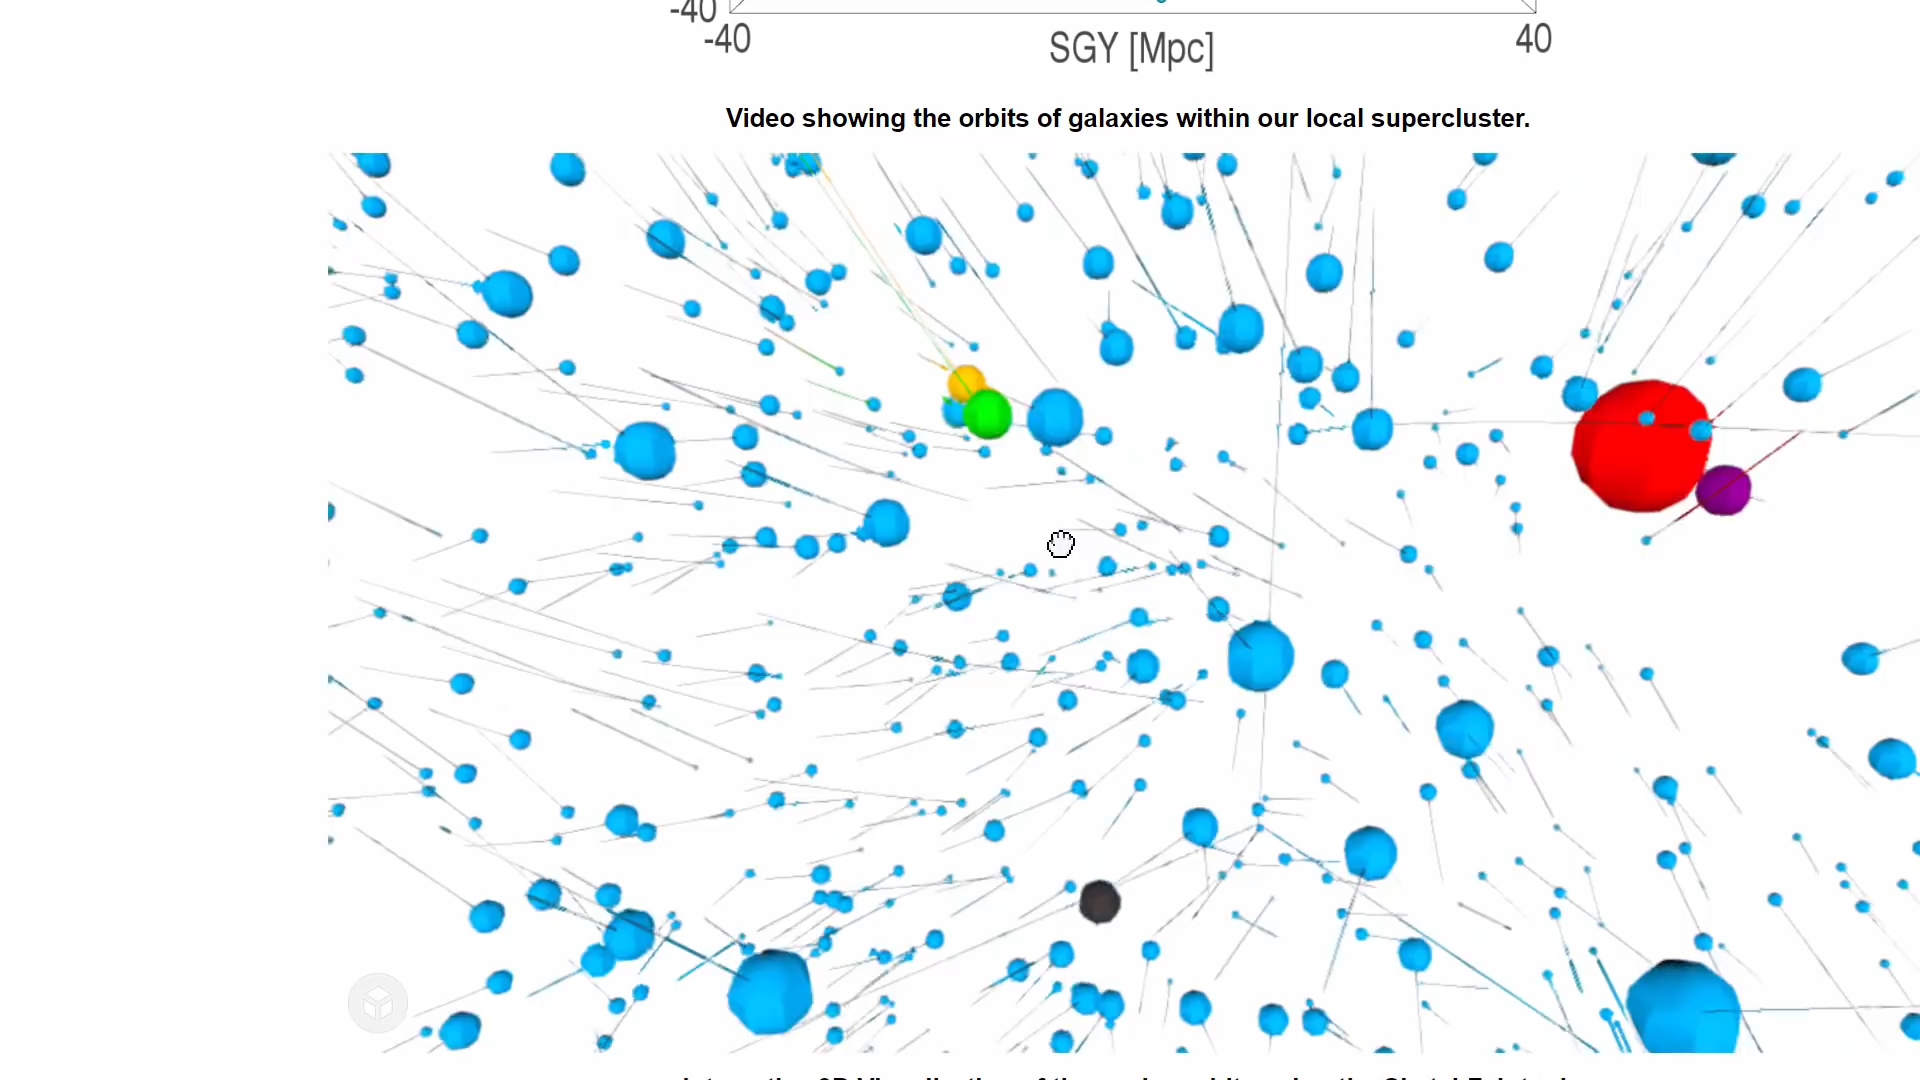 -40
-40 SGY [Mpc] 40
Video showing the orbits of galaxies within our local supercluster.